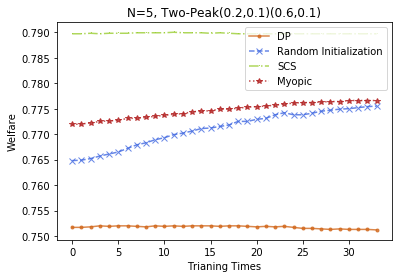 N=5, Two-Peak(0.2,0.1)(0.6,0.1)
0.790
0.785
0.780
0.775
0.770
0.765
0.760
0.755
0.750
Welfare
DP
Random Initialization
SCS
Myopic
0 5 10 15 20 25 30
Trianing Times